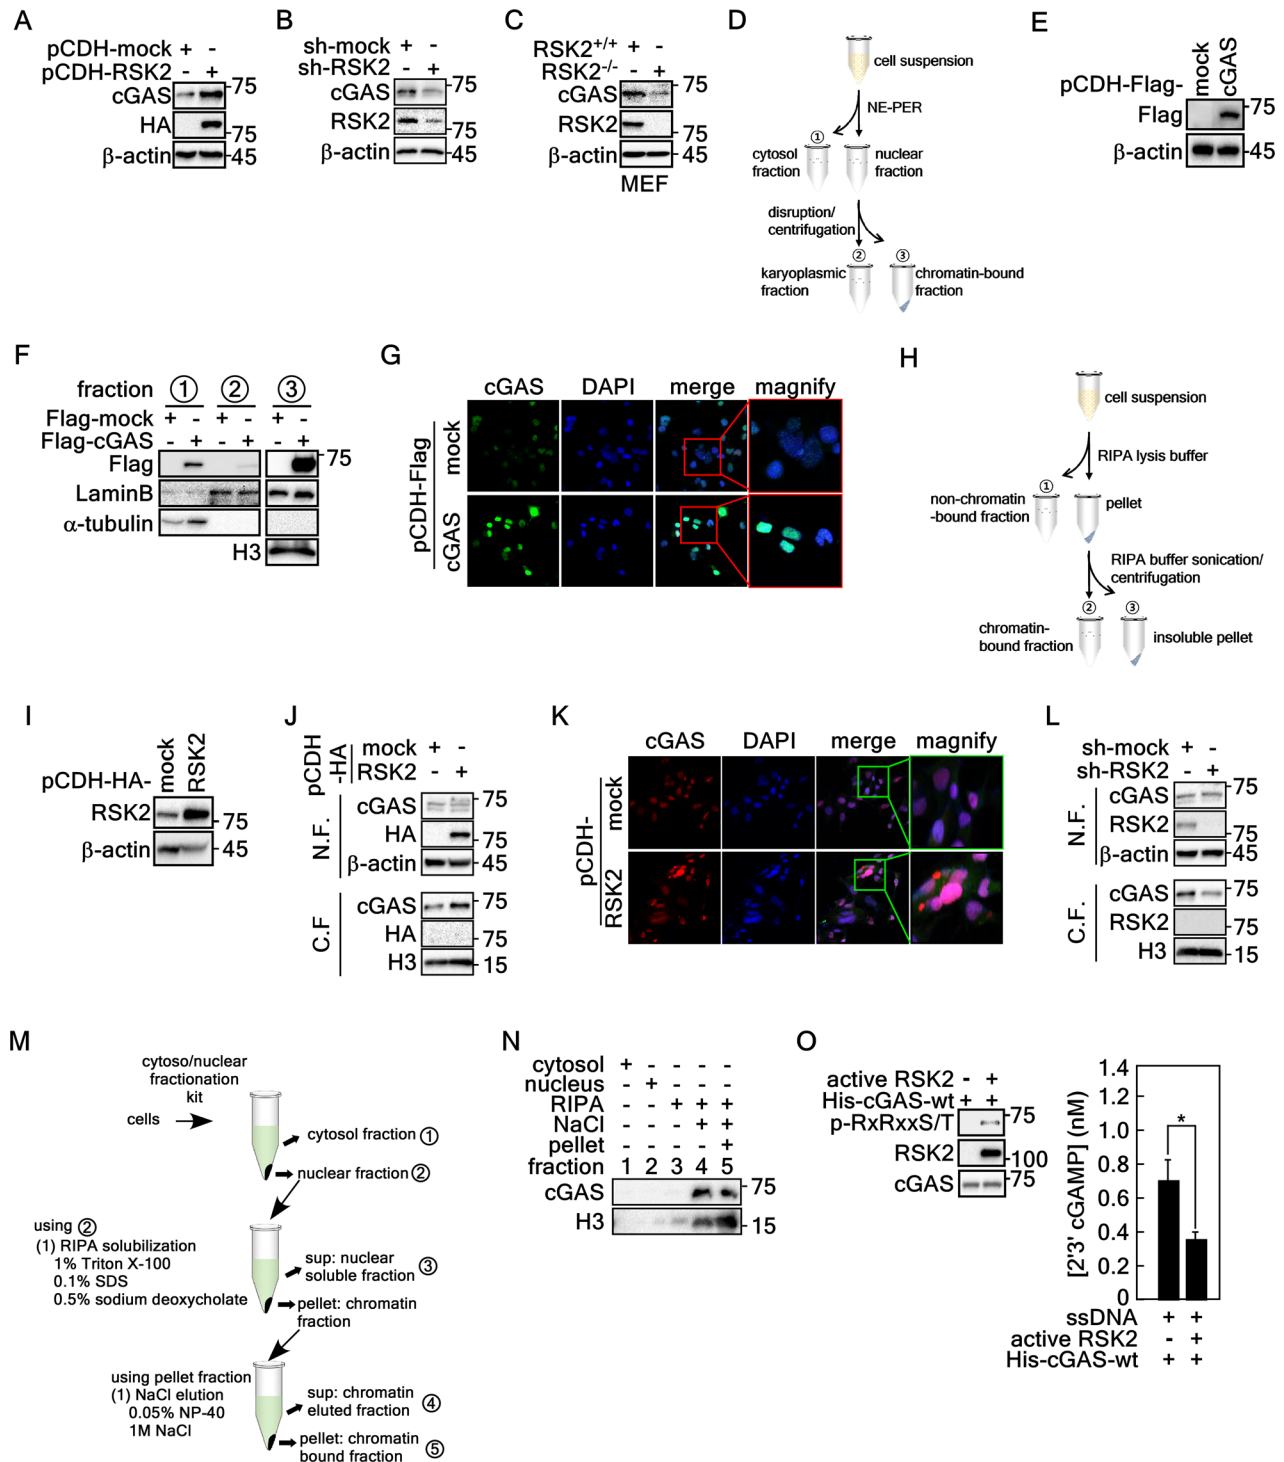 A
pCDH-mock + -
pCDH-RSK2 - +
cGAS 75
HA 75
β-actin 45
B
sh-mock + -
sh-RSK2 - +
cGAS 75
RSK2 75
β-actin 45
C
RSK2+/+ + -
RSK2-/- - +
cGAS 75
RSK2 75
β-actin 45
MEF
D
cell suspension
NE-PER
①
cytosol
fraction
nuclear
fraction
disruption/
centrifugation
② ③
karyoplasmic
fraction
chromatin-bound
fraction
E
pCDH-Flag-
mock
cGAS
Flag 75
β-actin 45
F
fraction ① ② ③
Flag-mock + - + - + -
Flag-cGAS - + - + - +
Flag 75
LaminB
α-tubulin
H3
G
cGAS DAPI merge magnify
pCDH-Flag
mock
cGAS
H
cell suspension
RIPA lysis buffer
①
non-chromatin
-bound fraction
pellet
RIPA buffer sonication/
centrifugation
② ③
chromatin-
bound fraction
insoluble pellet
I
pCDH-HA-
mock
RSK2
RSK2 75
β-actin 45
J
pCDH
-HA
mock + -
RSK2 - +
N.F.
cGAS 75
HA 75
β-actin 45
C.F
cGAS 75
HA 75
H3 15
K
cGAS DAPI merge magnify
pCDH-
mock
RSK2
L
sh-mock + -
sh-RSK2 - +
N.F.
cGAS 75
RSK2 75
β-actin 45
C.F.
cGAS 75
RSK2 75
H3 15
M
cytoso/nuclear
fractionation
kit
cells
cytosol fraction ①
nuclear fraction ②
using ②
(1) RIPA solubilization
1% Triton X-100
0.1% SDS
0.5% sodium deoxycholate
sup: nuclear
soluble fraction ③
pellet: chromatin
fraction
using pellet fraction
(1) NaCl elution
0.05% NP-40
1M NaCl
sup: chromatin
eluted fraction ④
pellet: chromatin
bound fraction ⑤
N
cytosol + - - - -
nucleus - + - - -
RIPA - - + + +
NaCl - - - + +
pellet - - - - +
fraction 1 2 3 4 5
cGAS 75
H3 15
O
active RSK2 - +
His-cGAS-wt + +
p-RxRxxS/T 75
RSK2 100
cGAS 75
[2'3' cGAMP] (nM)
1.4
1.2
1.0
0.8
0.6
0.4
0.2
0
*
ssDNA + +
active RSK2 - +
His-cGAS-wt + +